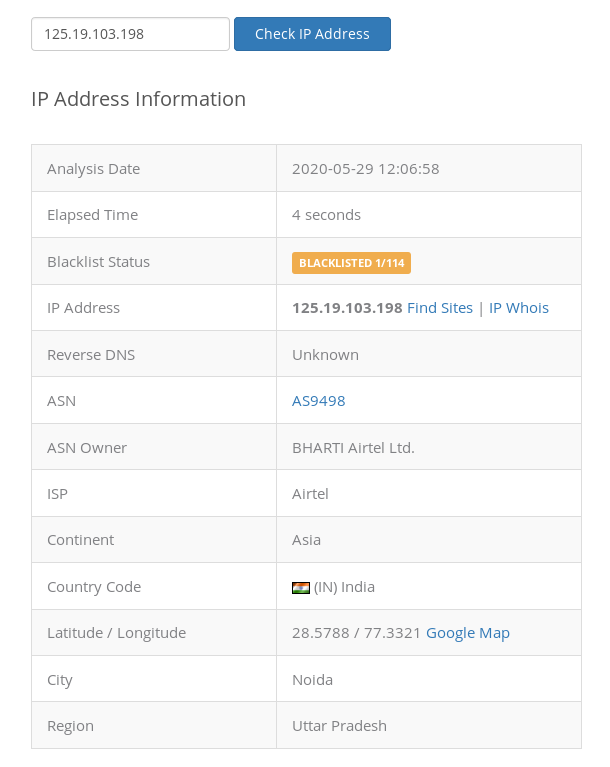 125.19.103.198 Check IP Address
IP Address Information
Analysis Date 2020-05-29 12:06:58
Elapsed Time 4 seconds
Blacklist Status BLACKLISTED 1/114
IP Address 125.19.103.198 Find Sites | IP Whois
Reverse DNS Unknown
ASN AS9498
ASN Owner BHARTI Airtel Ltd.
ISP Airtel
Continent Asia
Country Code (IN) India
Latitude / Longitude 28.5788 / 77.3321 Google Map
City Noida
Region Uttar Pradesh